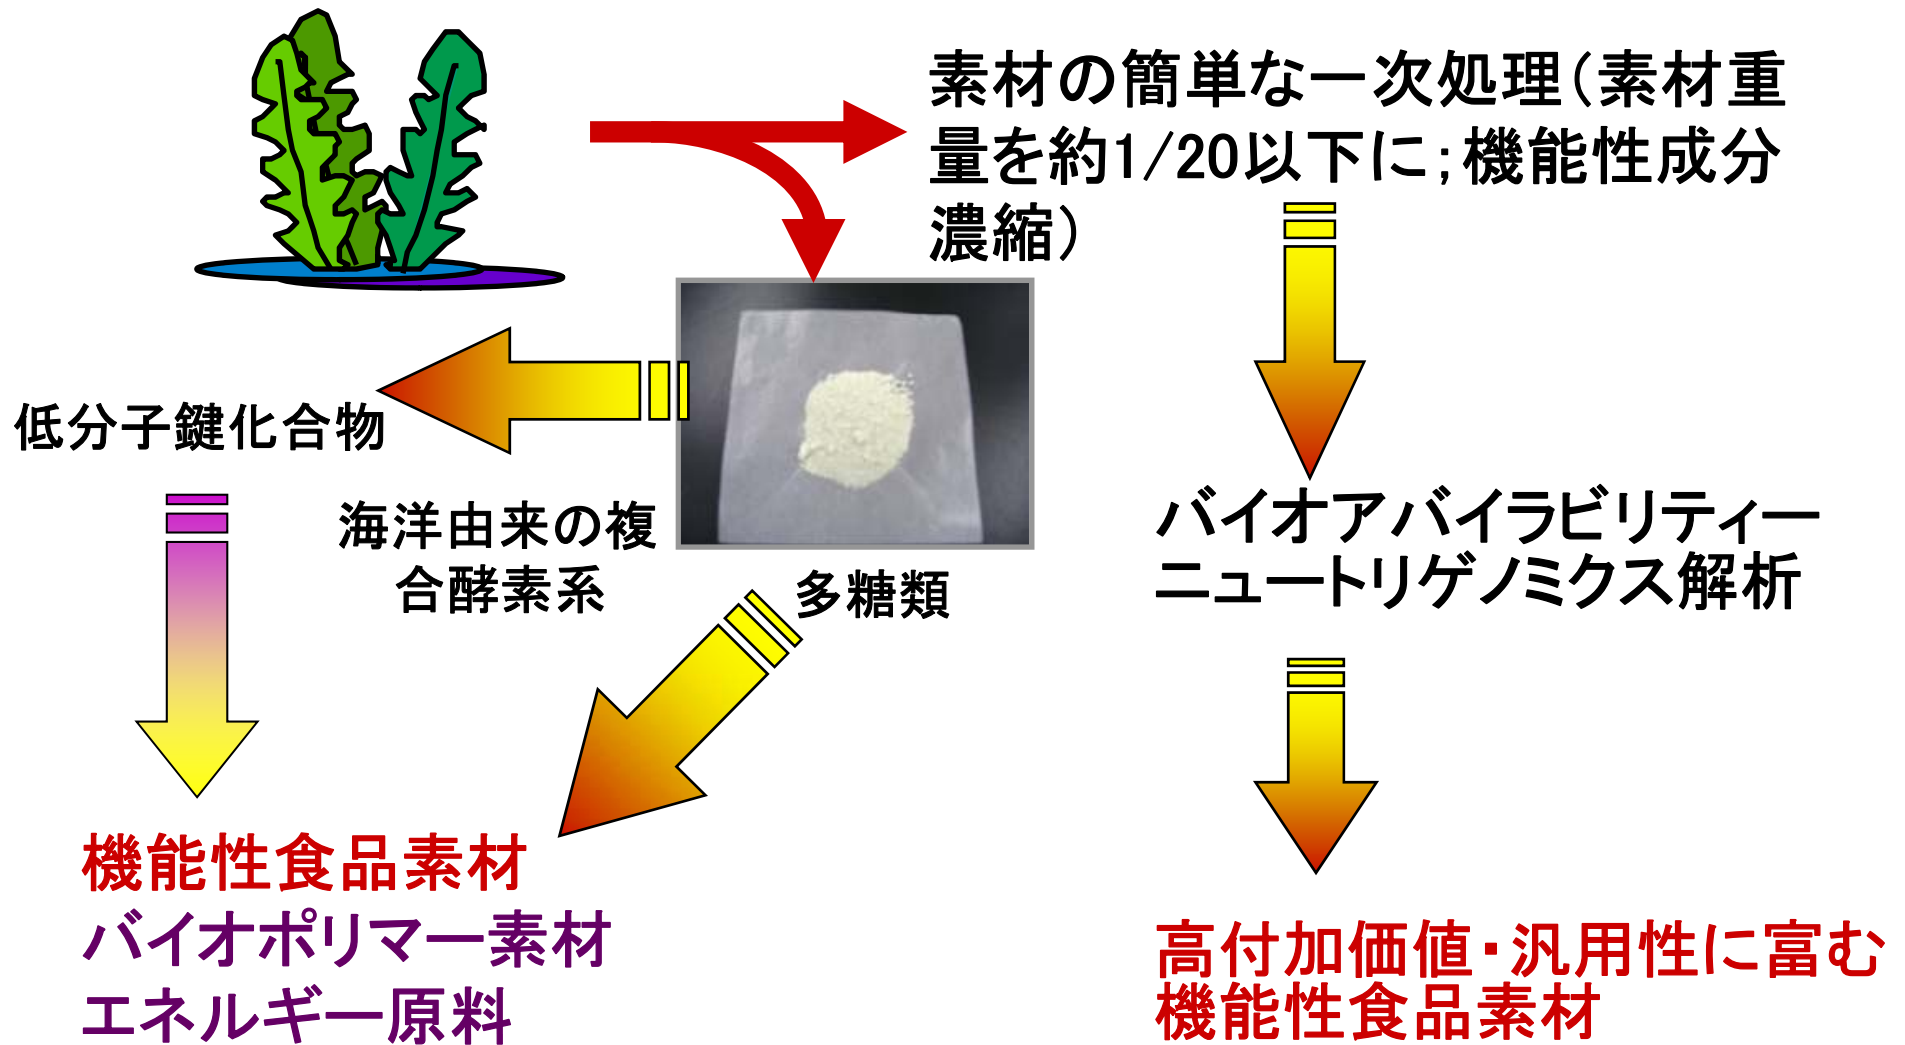 素材の簡単な一次処理（素材重
量を約1/20以下に；機能性成分
濃縮）
低分子鍵化合物
海洋由来の複
合酵素系
多糖類
バイオアバイラビリティー
ニュートリゲノミクス解析
機能性食品素材
バイオポリマー素材
エネルギー原料
高付加価値・汎用性に富む
機能性食品素材